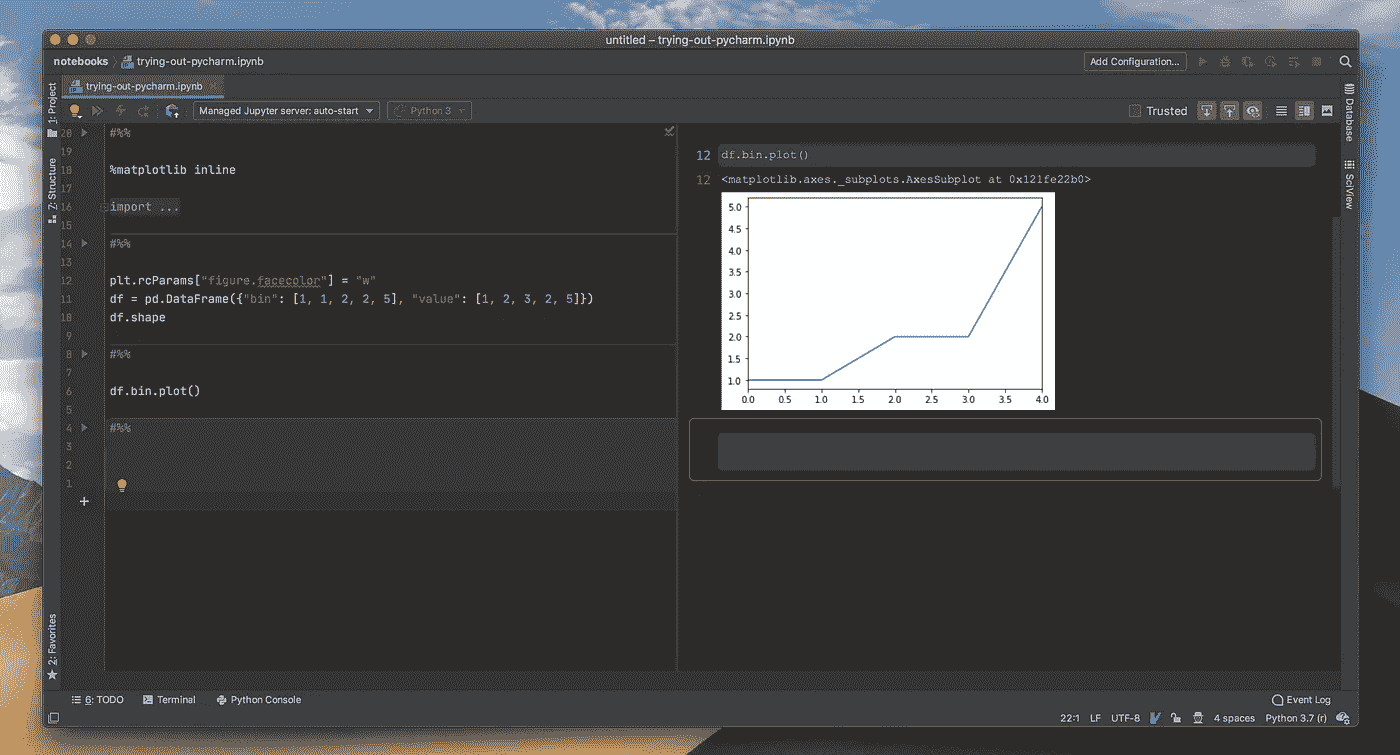 untitled – trying-out-pycharm.ipynb
notebooks trying-out-pycharm.ipynb Add Configuration...
trying-out-pycharm.ipynb
Managed Jupyter server: auto-start Python 3 Trusted
1: Project
7: Structure
2: Favorites
20 #%%
19
18 %matplotlib inline
17
16 import ...
15
14 #%%
13
12 plt.rcParams["figure.facecolor"] = "w"
11 df = pd.DataFrame({"bin": [1, 1, 2, 2, 5], "value": [1, 2, 3, 2, 5]})
10 df.shape
9
8 #%%
7
6 df.bin.plot()
5
4 #%%
3
2
1
12 df.bin.plot()
12 <matplotlib.axes._subplots.AxesSubplot at 0x121fe22b0>
5.0
4.5
4.0
3.5
3.0
2.5
2.0
1.5
1.0
0.0 0.5 1.0 1.5 2.0 2.5 3.0 3.5 4.0
Database
SciView
6: TODO Terminal Python Console Event Log
22:1 LF UTF-8 4 spaces Python 3.7 (r)